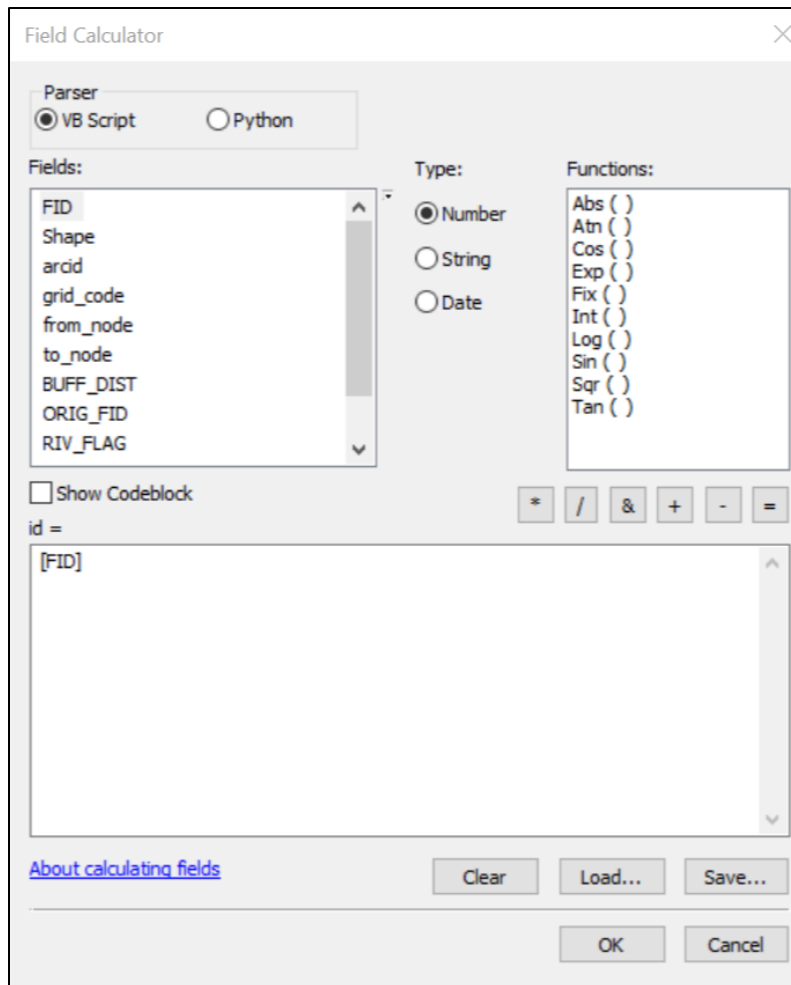 Field Calculator
Parser
VB Script
Python
Fields:
Type:
Functions:
FID
Shape
arcid
grid_code
from_node
to_node
BUFF_DIST
ORIG_FID
RIV_FLAG
Number
String
Date
Abs ( )
Atn ( )
Cos ( )
Exp ( )
Fix ( )
Int ( )
Log ( )
Sin ( )
Sqr ( )
Tan ( )
Show Codeblock
* / & + - =
id =
[FID]
About calculating fields
Clear Load... Save...
OK Cancel